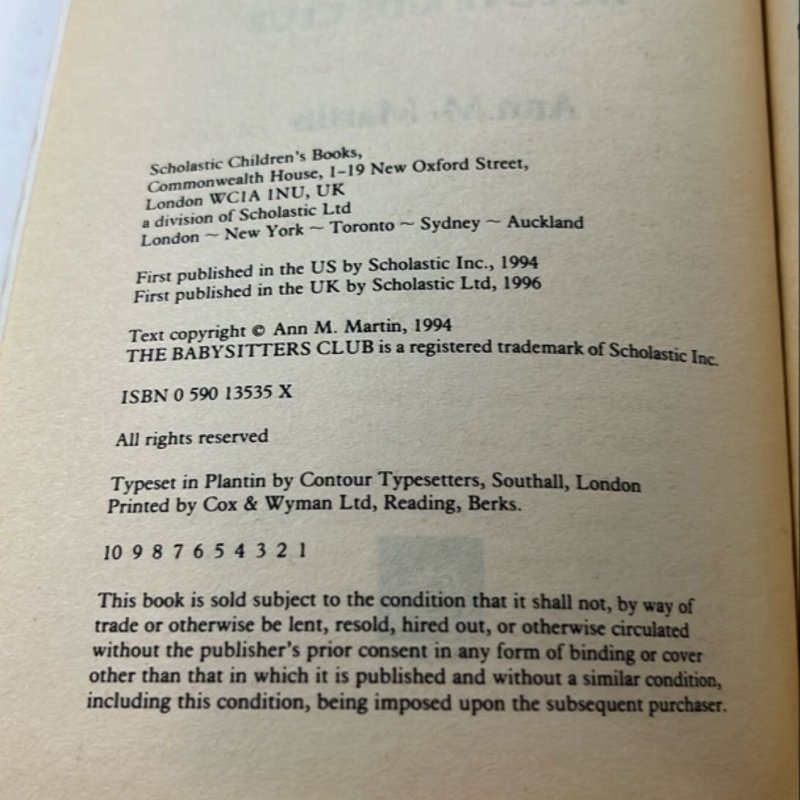 Scholastic Children's Books,
Commonwealth House, 1–19 New Oxford Street,
London WC1A 1NU, UK
a division of Scholastic Ltd
London ~ New York ~ Toronto ~ Sydney ~ Auckland
First published in the US by Scholastic Inc., 1994
First published in the UK by Scholastic Ltd, 1996
Text copyright © Ann M. Martin, 1994
THE BABYSITTERS CLUB is a registered trademark of Scholastic Inc.
ISBN 0 590 13535 X
All rights reserved
Typeset in Plantin by Contour Typesetters, Southall, London
Printed by Cox & Wyman Ltd, Reading, Berks.
10 9 8 7 6 5 4 3 2 1
This book is sold subject to the condition that it shall not, by way of
trade or otherwise be lent, resold, hired out, or otherwise circulated
without the publisher's prior consent in any form of binding or cover
other than that in which it is published and without a similar condition,
including this condition, being imposed upon the subsequent purchaser.